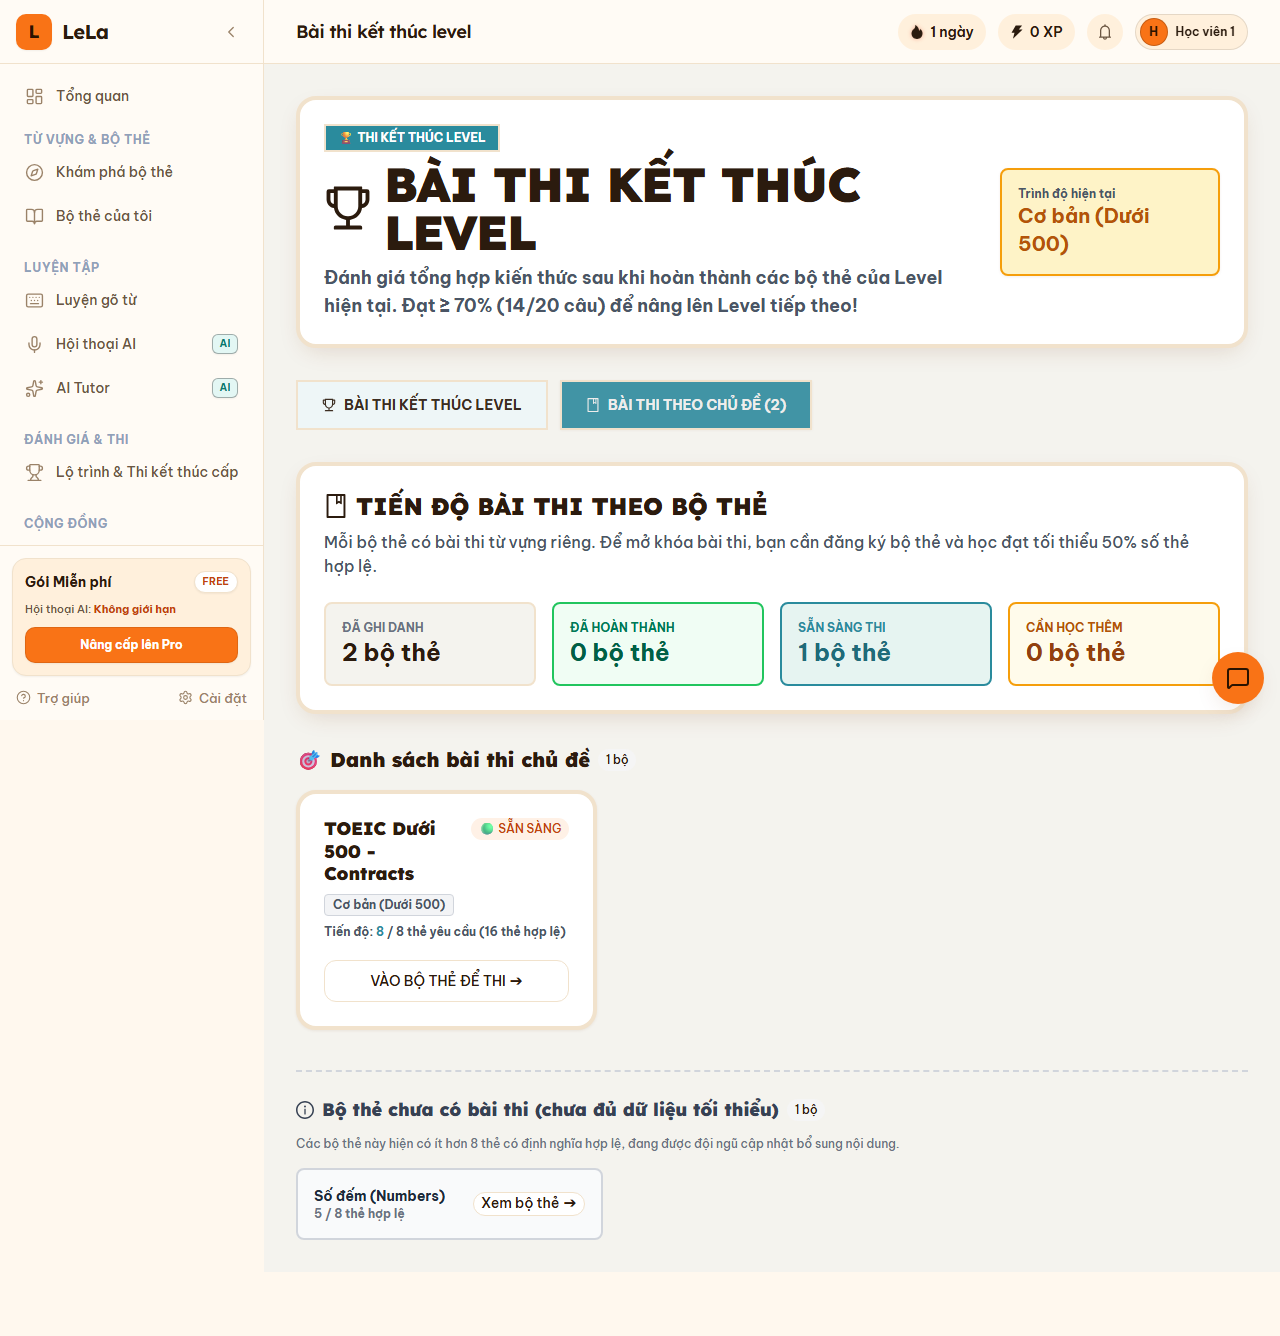 L LeLa
Bài thi kết thúc level
1 ngày
0 XP
H Học viên 1
Tổng quan
TỪ VỰNG & BỘ THẺ
Khám phá bộ thẻ
Bộ thẻ của tôi
LUYỆN TẬP
Luyện gõ từ
Hội thoại AI AI
AI Tutor AI
ĐÁNH GIÁ & THI
Lộ trình & Thi kết thúc cấp
CỘNG ĐỒNG
Gói Miễn phí FREE
Hội thoại AI: Không giới hạn
Nâng cấp lên Pro
Trợ giúp
Cài đặt
THI KẾT THÚC LEVEL
BÀI THI KẾT THÚC
LEVEL
Đánh giá tổng hợp kiến thức sau khi hoàn thành các bộ thẻ của Level
hiện tại. Đạt ≥ 70% (14/20 câu) để nâng lên Level tiếp theo!
Trình độ hiện tại
Cơ bản (Dưới
500)
BÀI THI KẾT THÚC LEVEL
BÀI THI THEO CHỦ ĐỀ (2)
TIẾN ĐỘ BÀI THI THEO BỘ THẺ
Mỗi bộ thẻ có bài thi từ vựng riêng. Để mở khóa bài thi, bạn cần đăng ký bộ thẻ và học đạt tối thiểu 50% số thẻ
hợp lệ.
ĐÃ GHI DANH
2 bộ thẻ
ĐÃ HOÀN THÀNH
0 bộ thẻ
SẴN SÀNG THI
1 bộ thẻ
CẦN HỌC THÊM
0 bộ thẻ
Danh sách bài thi chủ đề 1 bộ
TOEIC Dưới
500 -
Contracts
SẴN SÀNG
Cơ bản (Dưới 500)
Tiến độ: 8 / 8 thẻ yêu cầu (16 thẻ hợp lệ)
VÀO BỘ THẺ ĐỂ THI →
Bộ thẻ chưa có bài thi (chưa đủ dữ liệu tối thiểu) 1 bộ
Các bộ thẻ này hiện có ít hơn 8 thẻ có định nghĩa hợp lệ, đang được đội ngũ cập nhật bổ sung nội dung.
Số đếm (Numbers)
5 / 8 thẻ hợp lệ
Xem bộ thẻ →